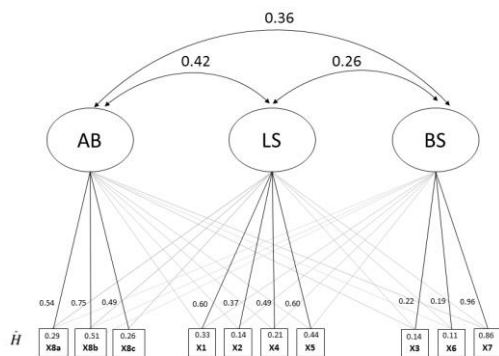 0.36
0.42 0.26
AB LS BS
0.54 0.75 0.49 0.60 0.37 0.49 0.60 0.22 0.19 0.96
Ĥ 0.29 0.51 0.26 0.33 0.14 0.21 0.44 0.14 0.11 0.86
X8a X8b X8c X1 X2 X4 X5 X3 X6 X7